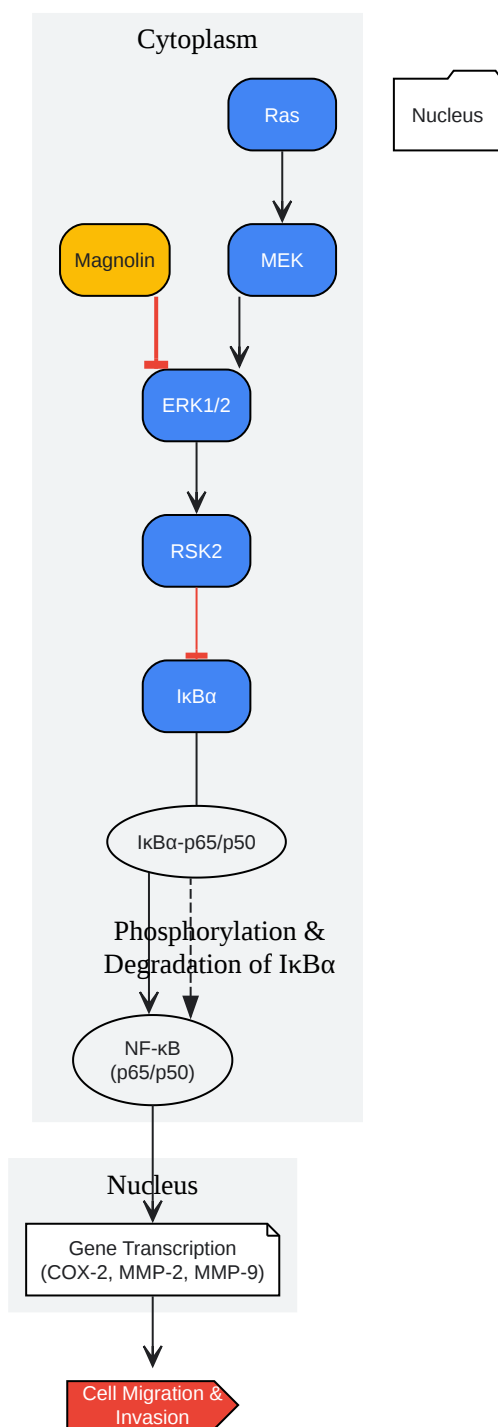 Cytoplasm
Ras
Nucleus
Magnolin
MEK
ERK1/2
RSK2
IκBα
IκBα-p65/p50
Phosphorylation &
Degradation of IκBα
NF-κB
(p65/p50)
Nucleus
Gene Transcription
(COX-2, MMP-2, MMP-9)
Cell Migration &
Invasion